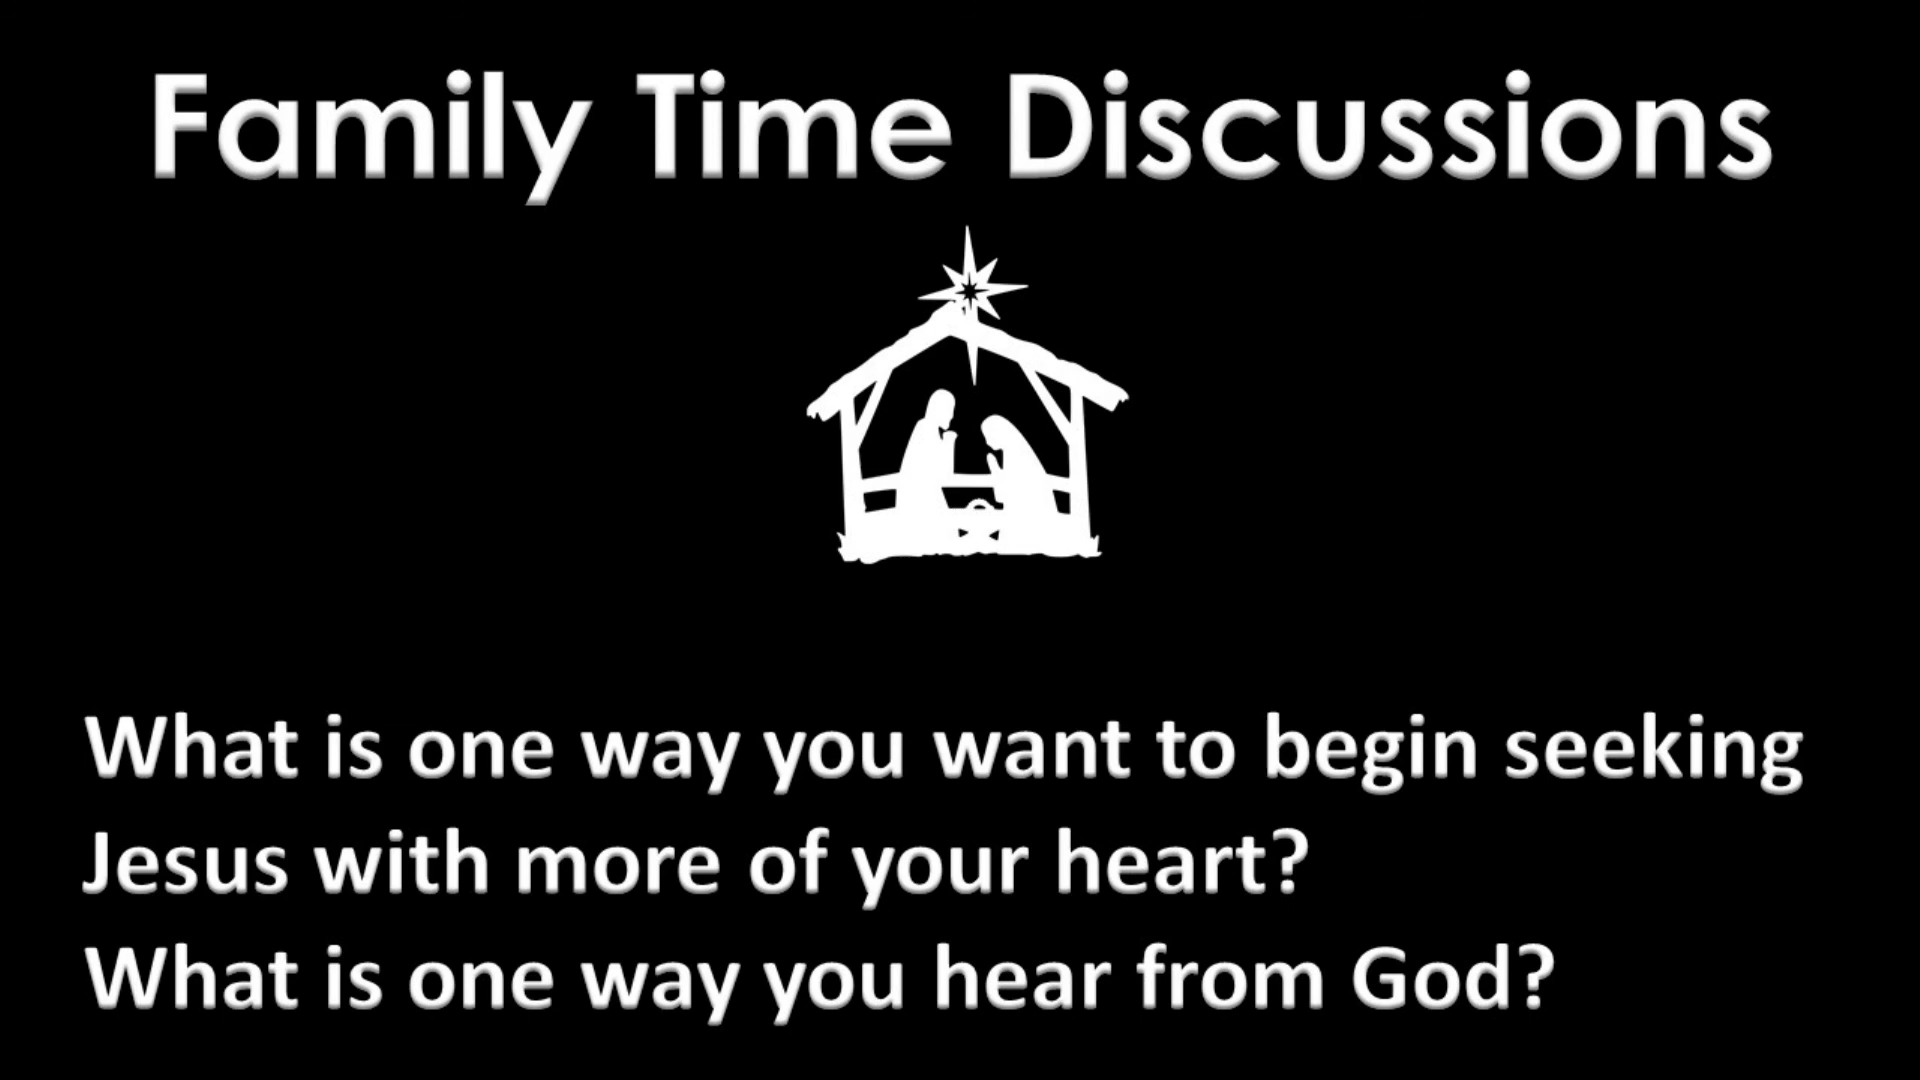 Family Time Discussions
What is one way you want to begin seeking
Jesus with more of your heart?
What is one way you hear from God?